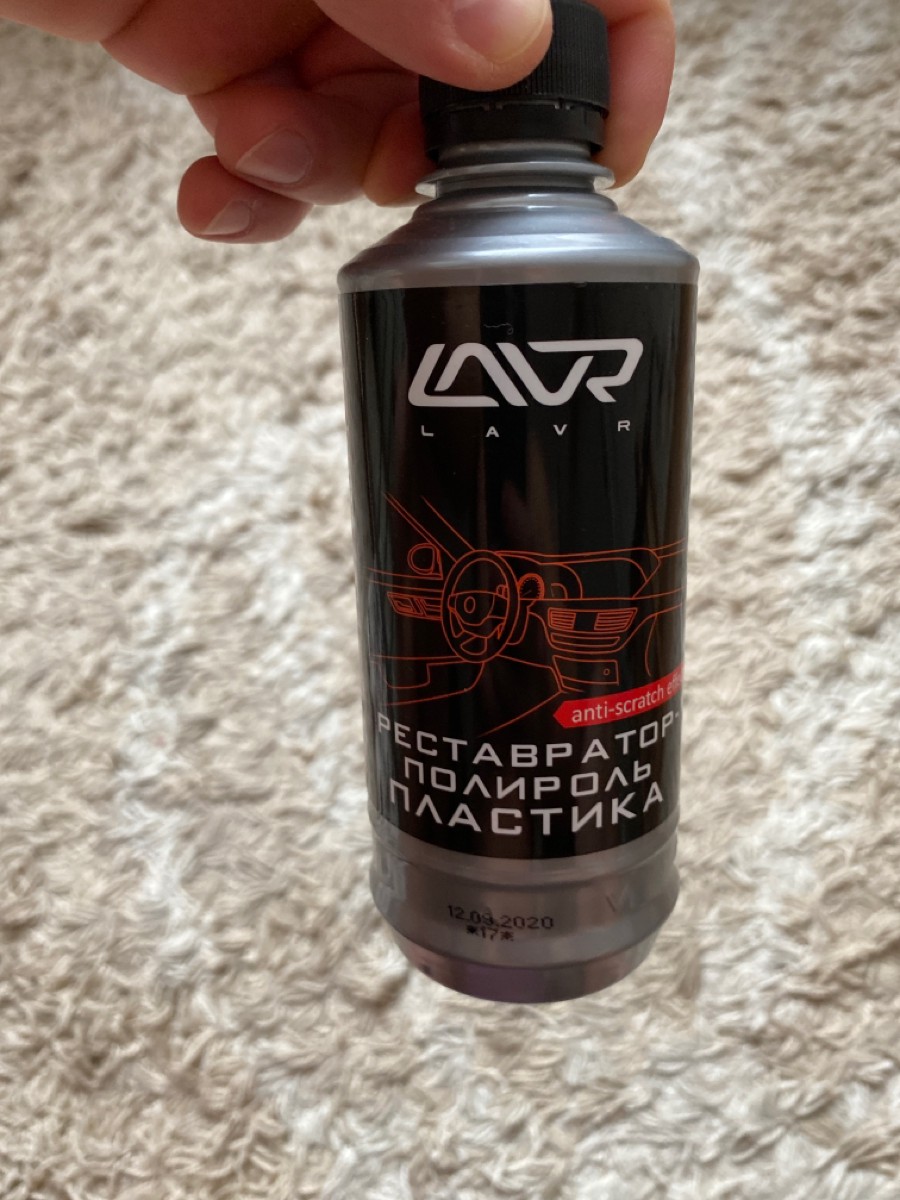 LAVR
L A V R
anti-scratch
РЕСТАВРАТОР-
ПОЛИРОЛЬ
ПЛАСТИКА
12.09.2020
*17*